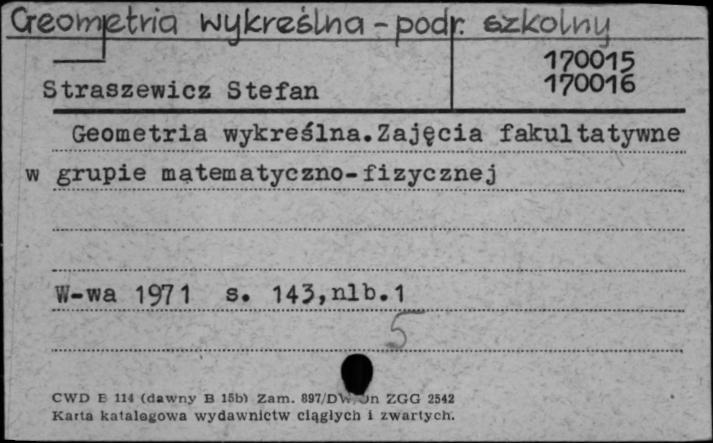 Geometria wykreślna - podr. szkolny
170015
Straszewicz Stefan 170016
Geometria wykreślna.Zajęcia fakultatywne
w grupie matematyczno-fizycznej
W-wa 1971 s. 143,nlb.1
5
CWD E 114 (dawny B 15b) Zam. 897/DW ZGG 2542
Karta katalogowa wydawnictw ciągłych i zwartych.